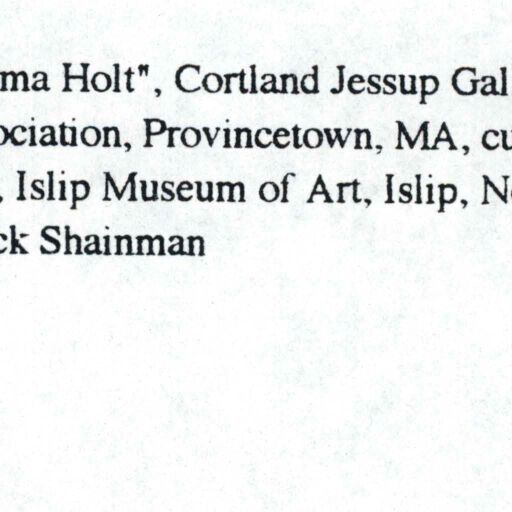 ma Holt", Cortland Jessup Gal
ociation, Provincetown, MA, cu
, Islip Museum of Art, Islip, N
ck Shainman